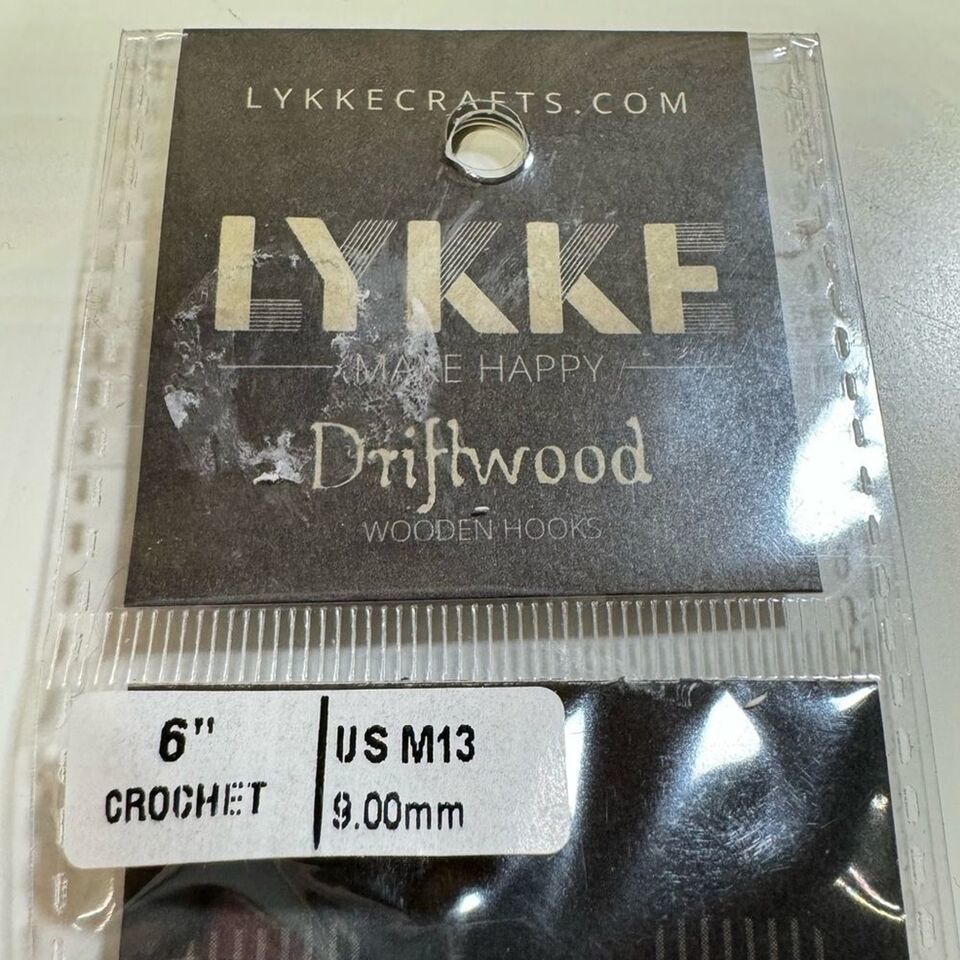 LYKKECRAFTS.COM
LYKKE
MAKE HAPPY
Driftwood
WOODEN HOOKS
6" US M13
CROCHET 9.00mm